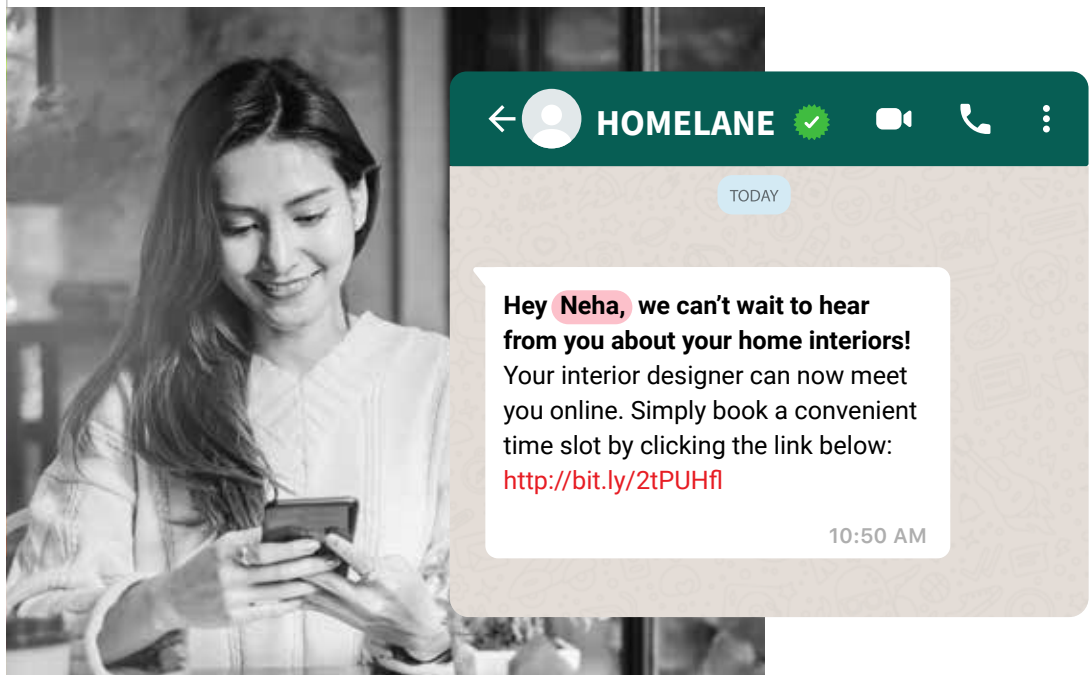 HOMELANE
TODAY
Hey Neha, we can’t wait to hear
from you about your home interiors!
Your interior designer can now meet
you online. Simply book a convenient
time slot by clicking the link below:
http://bit.ly/2tPUHfl
10:50 AM